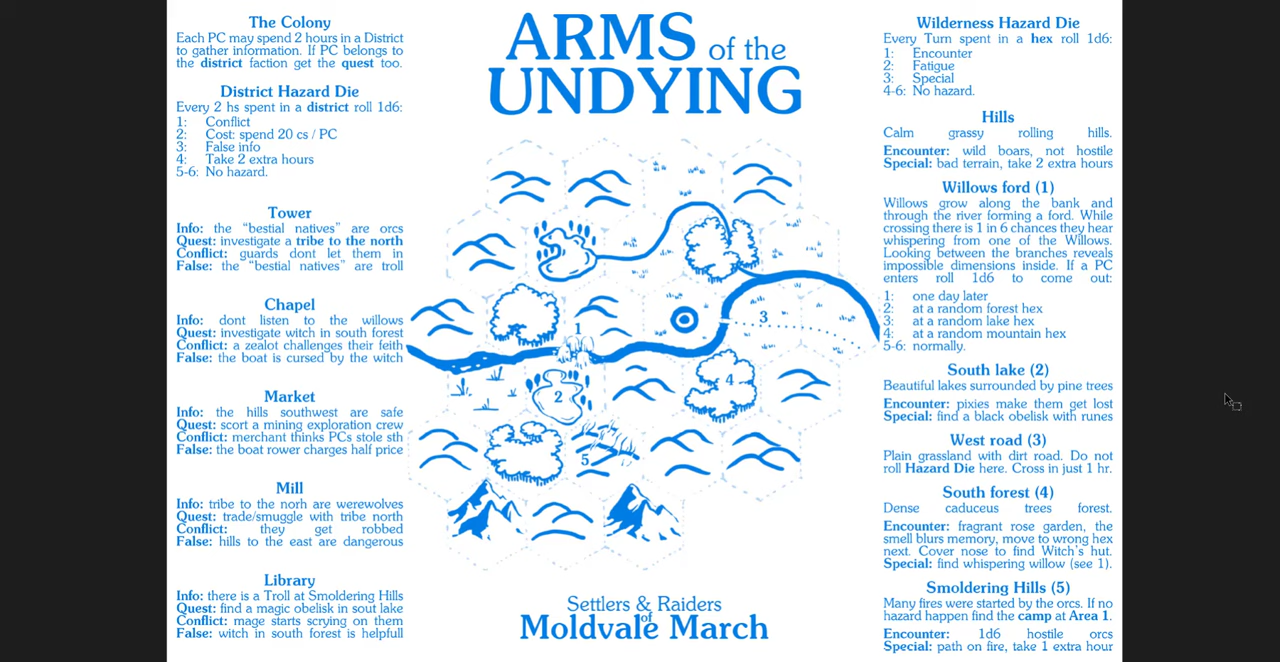 The Colony
Each PC may spend 2 hours in a District
to gather information. If PC belongs to
the district faction get the quest too.
District Hazard Die
Every 2 hs spent in a district roll 1d6:
1: Conflict
2: Cost: spend 20 cs / PC
3: False info
4: Take 2 extra hours
5-6: No hazard.
Tower
Info: the “bestial natives” are orcs
Quest: investigate a tribe to the north
Conflict: guards dont let them in
False: the “bestial natives” are troll
Chapel
Info: dont listen to the willows
Quest: investigate witch in south forest
Conflict: a zealot challenges their feith
False: the boat is cursed by the witch
Market
Info: the hills southwest are safe
Quest: scort a mining exploration crew
Conflict: merchant thinks PCs stole sth
False: the boat rower charges half price
Mill
Info: tribe to the norh are werewolves
Quest: trade/smuggle with tribe north
Conflict: they get robbed
False: hills to the east are dangerous
Library
Info: there is a Troll at Smoldering Hills
Quest: find a magic obelisk in sout lake
Conflict: mage starts scrying on them
False: witch in south forest is helpfull
ARMS of the
UNDYING
1
3
2
4
5
Settlers & Raiders
of
Moldvale March
Wilderness Hazard Die
Every Turn spent in a hex roll 1d6:
1: Encounter
2: Fatigue
3: Special
4-6: No hazard.
Hills
Calm grassy rolling hills.
Encounter: wild boars, not hostile
Special: bad terrain, take 2 extra hours
Willows ford (1)
Willows grow along the bank and
through the river forming a ford. While
crossing there is 1 in 6 chances they hear
whispering from one of the Willows.
Looking between the branches reveals
impossible dimensions inside. If a PC
enters roll 1d6 to come out:
1: one day later
2: at a random forest hex
3: at a random lake hex
4: at a random mountain hex
5-6: normally.
South lake (2)
Beautiful lakes surrounded by pine trees
Encounter: pixies make them get lost
Special: find a black obelisk with runes
West road (3)
Plain grassland with dirt road. Do not
roll Hazard Die here. Cross in just 1 hr.
South forest (4)
Dense caduceus trees forest.
Encounter: fragrant rose garden, the
smell blurs memory, move to wrong hex
next. Cover nose to find Witch's hut.
Special: find whispering willow (see 1).
Smoldering Hills (5)
Many fires were started by the orcs. If no
hazard happen find the camp at Area 1.
Encounter: 1d6 hostile orcs
Special: path on fire, take 1 extra hour